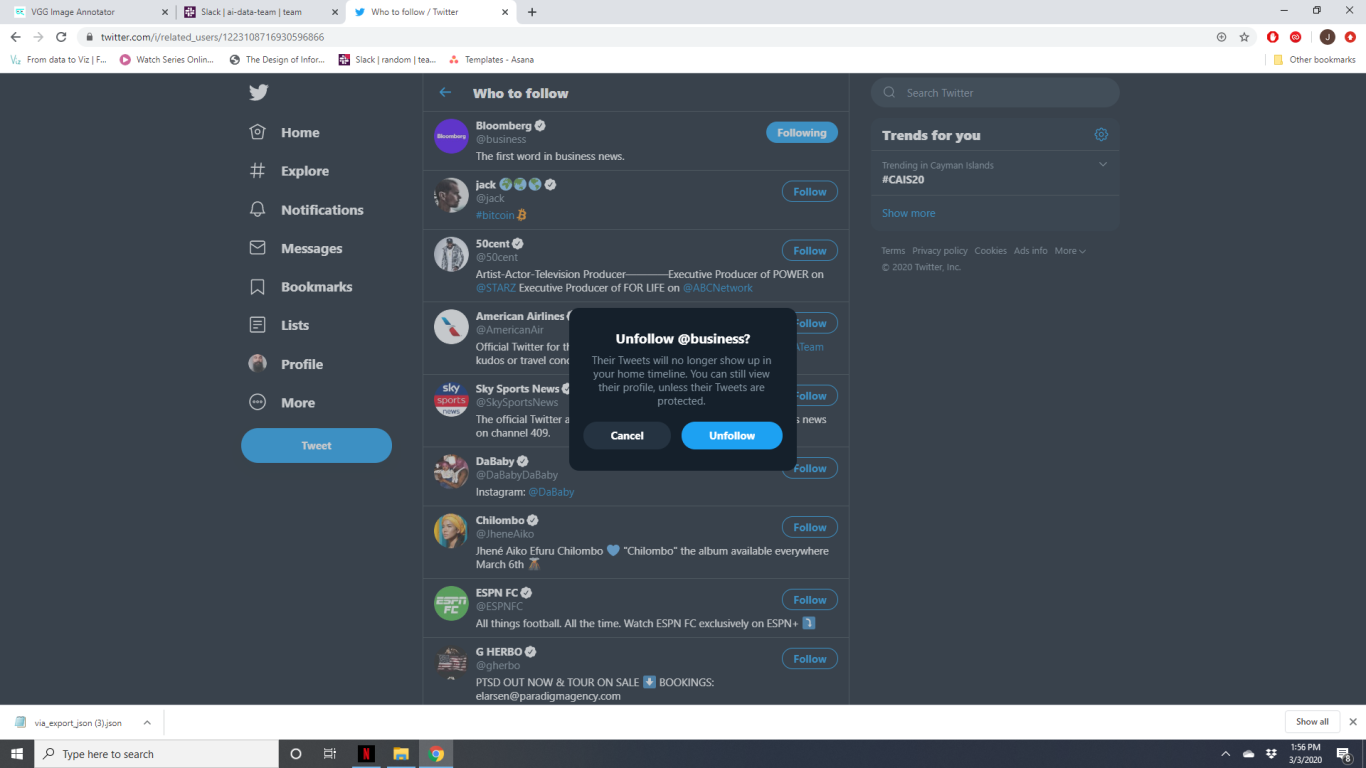 VGG Image Annotator
Slack | ai-data-team | team
Who to follow / Twitter
twitter.com/i/related_users/1223108716930596866
J
From data to Viz | F...
Watch Series Onlin...
The Design of Infor...
Slack | random | tea...
Templates - Asana
Other bookmarks
Home
Explore
Notifications
Messages
Bookmarks
Lists
Profile
More
Tweet
Who to follow
Bloomberg
Bloomberg
@business
The first word in business news.
Following
jack
@jack
#bitcoin
Follow
50cent
@50cent
Artist-Actor-Television Producer————Executive Producer of POWER on
@STARZ Executive Producer of FOR LIFE on @ABCNetwork
Follow
American Airlines
@AmericanAir
Official Twitter for th
kudos or travel conc
ATeam
ollow
sky
sports
news
Sky Sports News
@SkySportsNews
The official Twitter a
s news
on channel 409.
ollow
DaBaby
@DaBabyDaBaby
Instagram: @DaBaby
Follow
Chilombo
@JheneAiko
Jhené Aiko Efuru Chilombo 💙 "Chilombo" the album available everywhere
March 6th
Follow
ESPN FC
ESPN FC
@ESPNFC
All things football. All the time. Watch ESPN FC exclusively on ESPN+
Follow
G HERBO
@gherbo
PTSD OUT NOW & TOUR ON SALE ⬇ BOOKINGS:
elarsen@paradigmagency.com
Follow
Unfollow @business?
Their Tweets will no longer show up in
your home timeline. You can still view
their profile, unless their Tweets are
protected.
Cancel
Unfollow
Search Twitter
Trends for you
Trending in Cayman Islands
#CAIS20
Show more
Terms Privacy policy Cookies Ads info More
© 2020 Twitter, Inc.
via_export_json (3).json
Show all
Type here to search
N
1:56 PM
3/3/2020
8